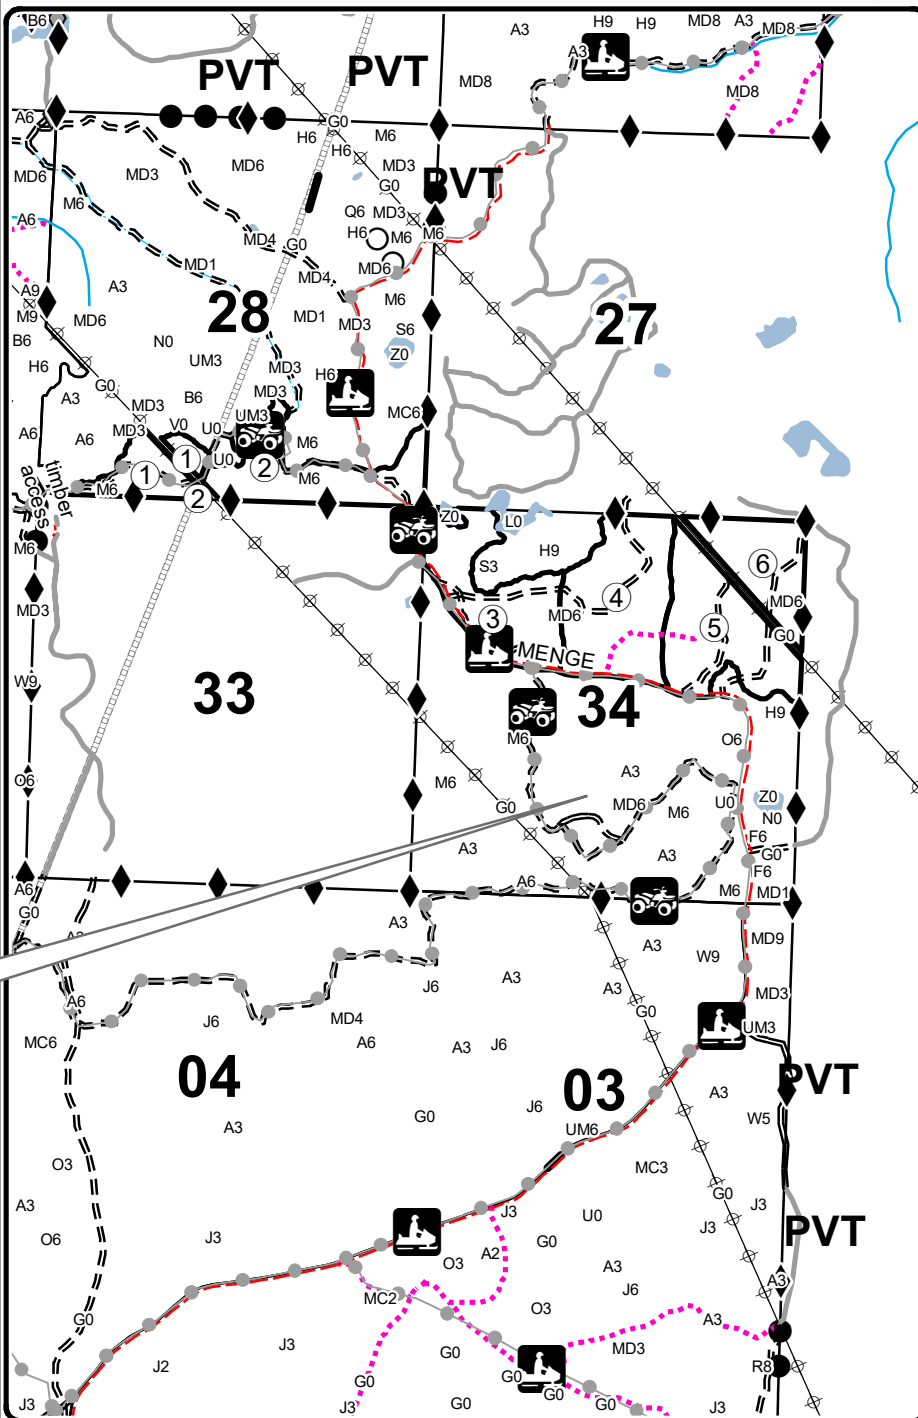 B6 M6 A3 H9 H9 MD8 A3 MD8
PVT PVT
A3 MD8 MD8
A6 G0 H6 M6
H6
MD6 MD3 MD6 MD3
G0 PVT
M6 Q6 MD3
A6 H6 M6 M6
MD4 G0
MD1 MD6
MD4
A9 A3 M6
M9 MD6 28 MD1 MD3 S6 27
B6 N0 Z0
UM3
H6 MD3 H6
G0 MD3
A3 B6
MD3 UM3 MC6
V0 U0
A6 A6 MD3 M6
1 1 U0 2 M6
timber
access
M6 2
Z0 L0
M6 H9
S3 6
MD3 4 MD6
3 MD6 5
G0
MENGE
W9 33 34
H9
M6 O6
O6 A3
M6 G0 MD6 M6 U0 Z0
N0
F6
A3 A3 G0
F6
A6 A6 M6 MD1
G0 A3
MD9
A3
W9
A3 A3
J6 MD3
A6 G0
J6 MD4 UM3
MC6 A6 A3 J6
04 03 PVT
A3
G0 J6 W5
A3 UM6
O3 MC3
G0
A3 J3 U0 J3
O6 J3 J3 PVT
G0
A2
O3 A3
A3
J6
MC2 O3
G0 A3
J3 MD3
J2 G0
R8
G0 G0 G0
J3 J3 G0 G0 J3